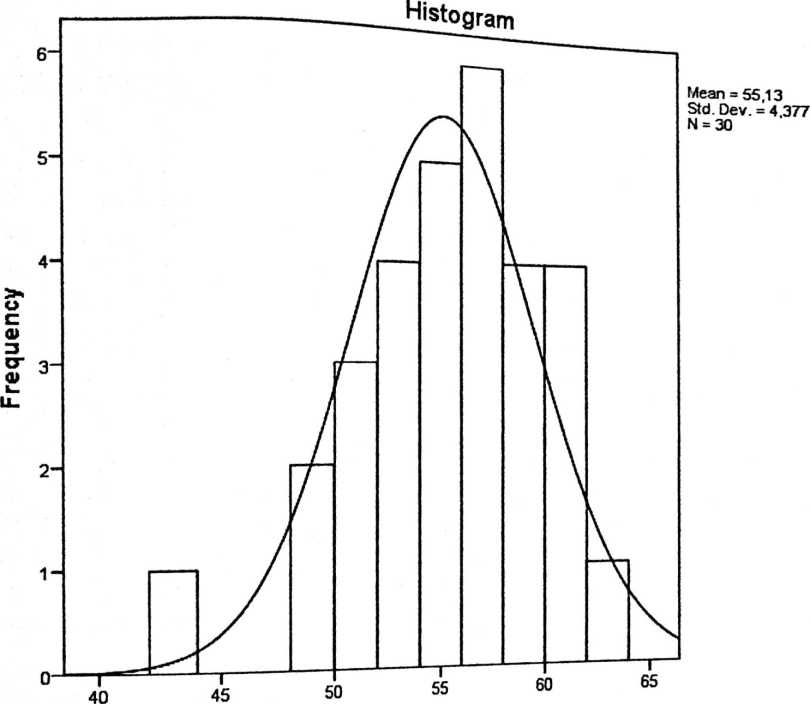 Histogram
Mean = 55,13
Std. Dev. = 4,377
N = 30
Frequency
6
5
4
3
2
1
0
40 45 50 55 60 65